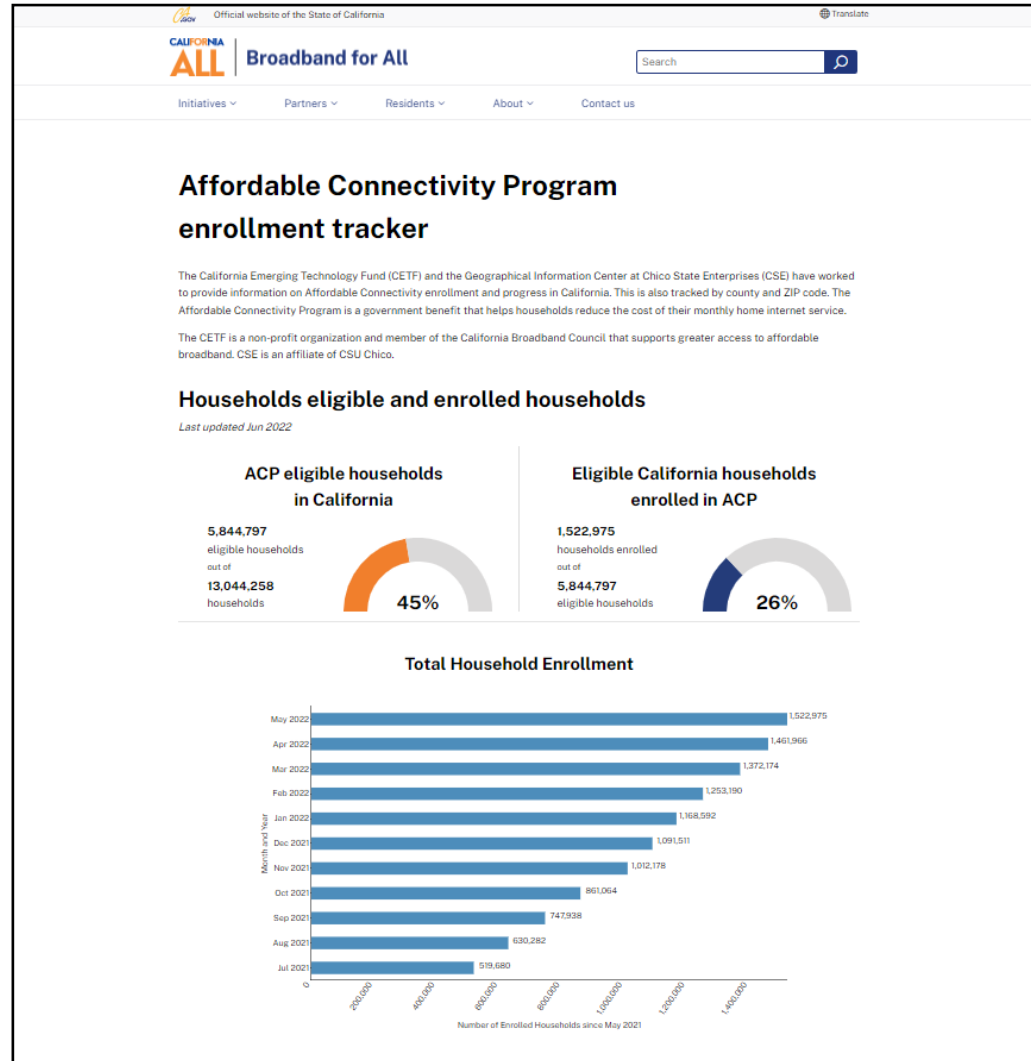 CA.GOV Official website of the State of California
Translate
CALIFORNIA
ALL
Broadband for All
Search
Initiatives
Partners
Residents
About
Contact us
Affordable Connectivity Program
enrollment tracker
The California Emerging Technology Fund (CETF) and the Geographical Information Center at Chico State Enterprises (CSE) have worked
to provide information on Affordable Connectivity enrollment and progress in California. This is also tracked by county and ZIP code. The
Affordable Connectivity Program is a government benefit that helps households reduce the cost of their monthly home internet service.
The CETF is a non-profit organization and member of the California Broadband Council that supports greater access to affordable
broadband. CSE is an affiliate of CSU Chico.
Households eligible and enrolled households
Last updated Jun 2022
ACP eligible households
in California
5,844,797
eligible households
out of
13,044,258
households
45%
Eligible California households
enrolled in ACP
1,522,975
households enrolled
out of
5,844,797
eligible households
26%
Total Household Enrollment
Month and Year
May 2022 1,522,975
Apr 2022 1,461,966
Mar 2022 1,372,174
Feb 2022 1,253,190
Jan 2022 1,168,592
Dec 2021 1,091,511
Nov 2021 1,012,178
Oct 2021 861,064
Sep 2021 747,938
Aug 2021 630,282
Jul 2021 519,680
0 200,000 400,000 600,000 800,000 1,000,000 1,200,000 1,400,000
Number of Enrolled Households since May 2021